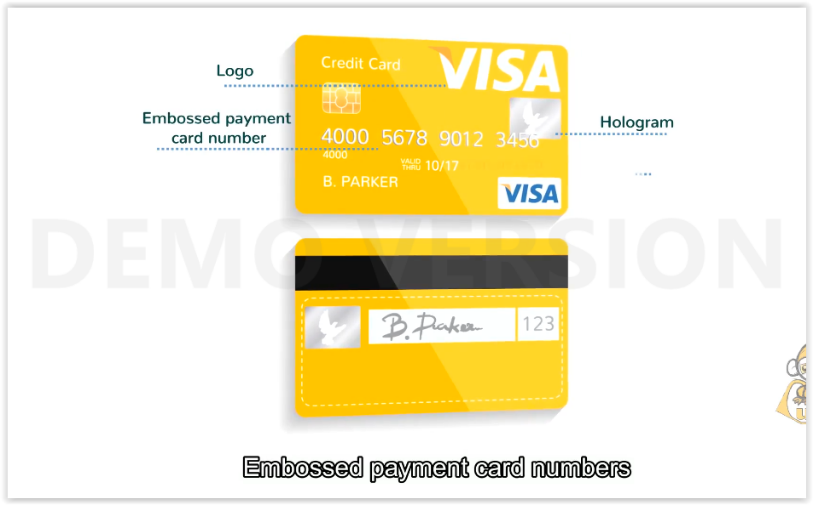 Logo
Credit Card
VISA
Embossed payment
card number
Hologram
4000 5678 9012 3456
4000
VALID
THRU 10/17
B. PARKER
VISA
DEMO VERSION
B. Parker
123
Embossed payment card numbers